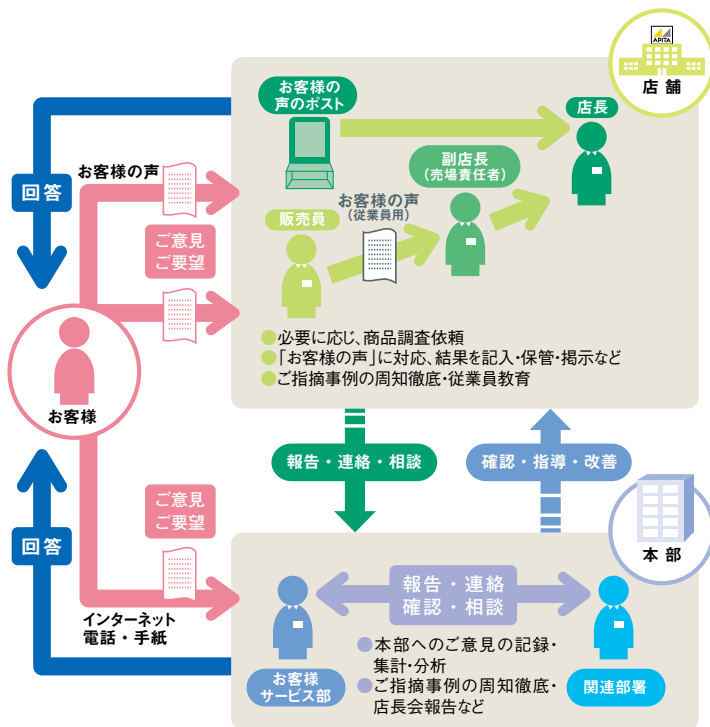 APiTA
店舗
お客様の
声のポスト
店長
お客様の声
回答
副店長
(売場責任者)
お客様の声
(従業員用)
販売員
ご意見
ご要望
●必要に応じ、商品調査依頼
●「お客様の声」に対応、結果を記入・保管・掲示など
●ご指摘事例の周知徹底・従業員教育
お客様
報告・連絡・相談
確認・指導・改善
ご意見
ご要望
本部
回答
報告・連絡
確認・相談
インターネット
電話・手紙
●本部へのご意見の記録・
集計・分析
●ご指摘事例の周知徹底・
店長会報告など
お客様
サービス部
関連部署